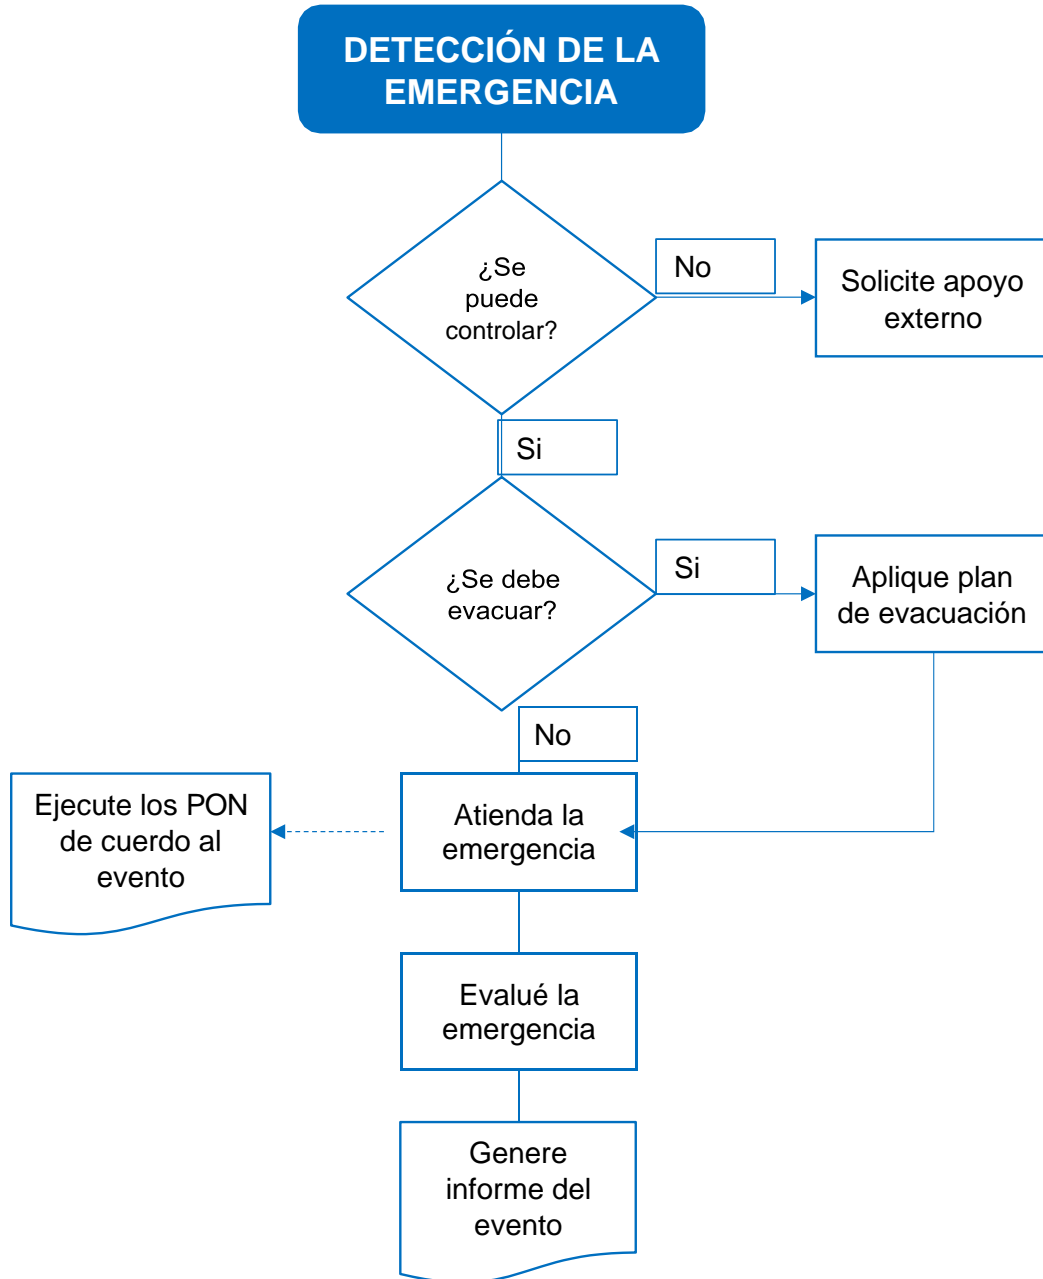 DETECCIÓN DE LA
EMERGENCIA
¿Se
puede
controlar?
No
Solicite apoyo
externo
Si
¿Se debe
evacuar?
Si
Aplique plan
de evacuación
No
Ejecute los PON
de cuerdo al
evento
Atienda la
emergencia
Evalué la
emergencia
Genere
informe del
evento